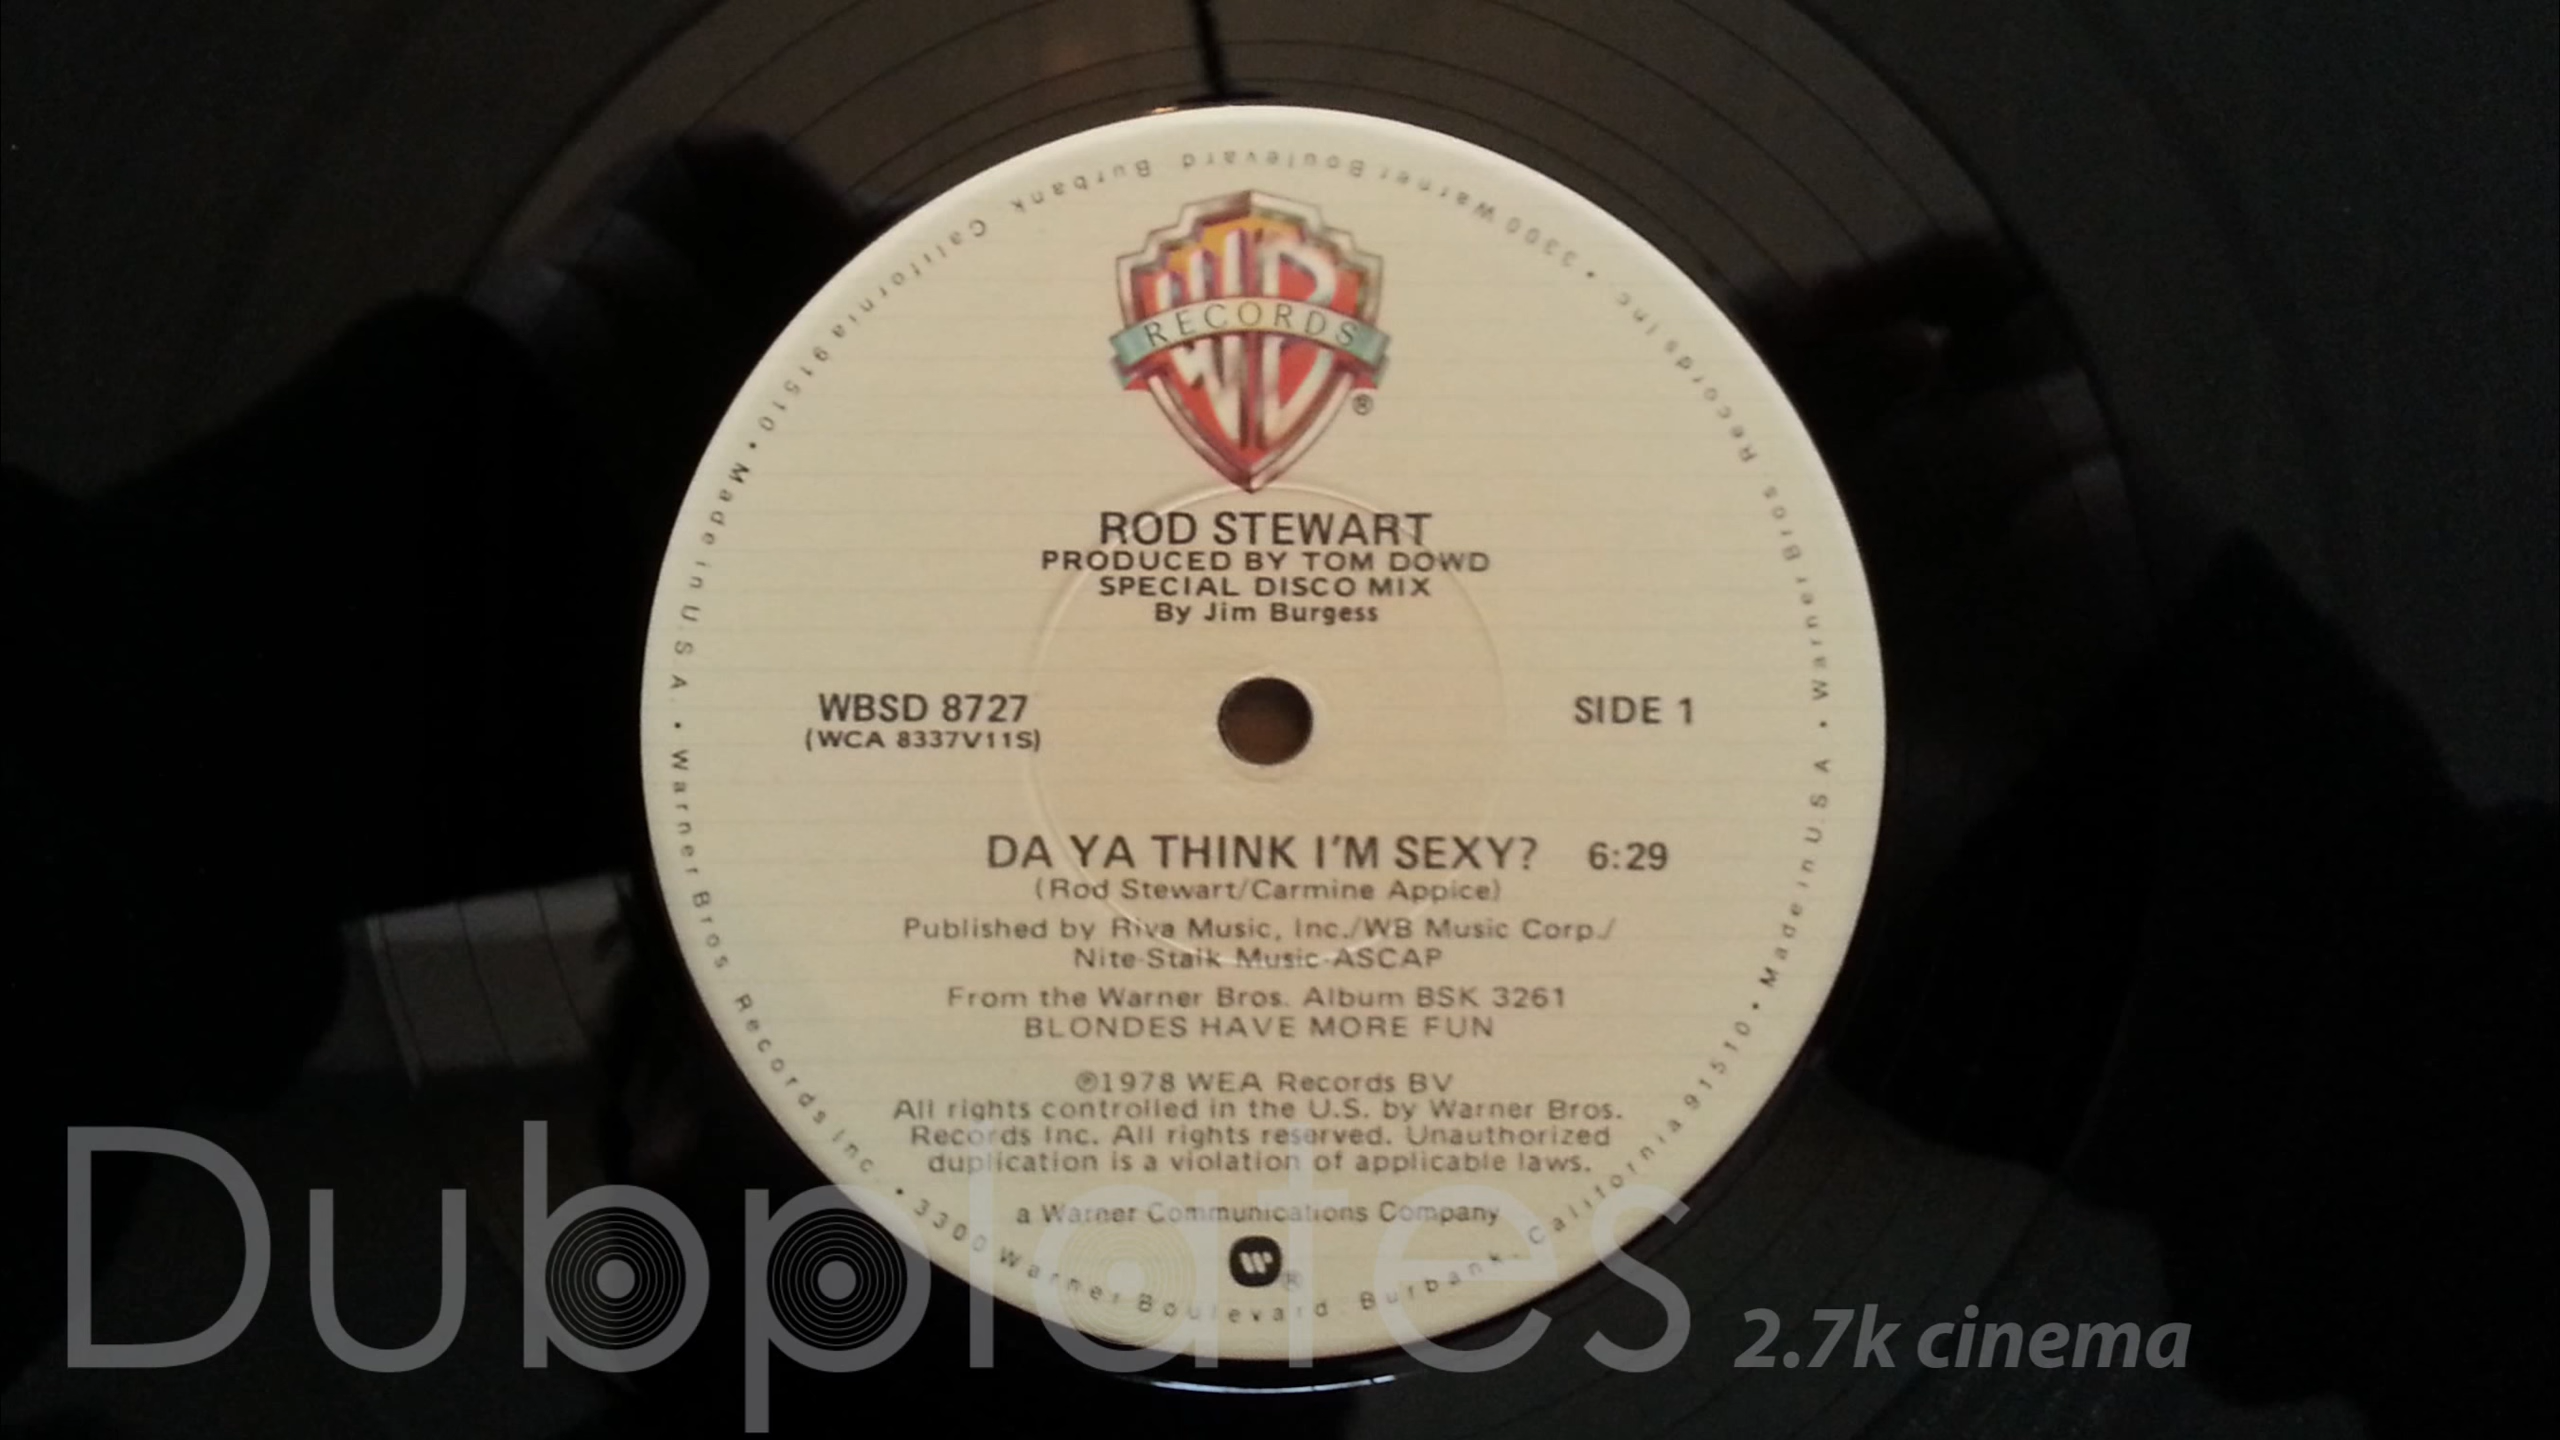 WB
RECORDS
®
ROD STEWART
PRODUCED BY TOM DOWD
SPECIAL DISCO MIX
By Jim Burgess
WBSD 8727
(WCA 8337V11S)
SIDE 1
DA YA THINK I'M SEXY? 6:29
(Rod Stewart/Carmine Appice)
Published by Riva Music, Inc./WB Music Corp./
Nite-Stalk Music-ASCAP
From the Warner Bros. Album BSK 3261
BLONDES HAVE MORE FUN
℗1978 WEA Records BV
All rights controlled in the U.S. by Warner Bros.
Records Inc. All rights reserved. Unauthorized
duplication is a violation of applicable laws.
a Warner Communications Company
®
Warner Bros. Records Inc. • 3300 Warner Boulevard. Burbank. California 91510 • Made in U.S.A. • Warner Bros. Records Inc. • 3300 Warner Boulevard. Burbank. California 91510 • Made in U.S.A. •
Dubplates 2.7k cinema